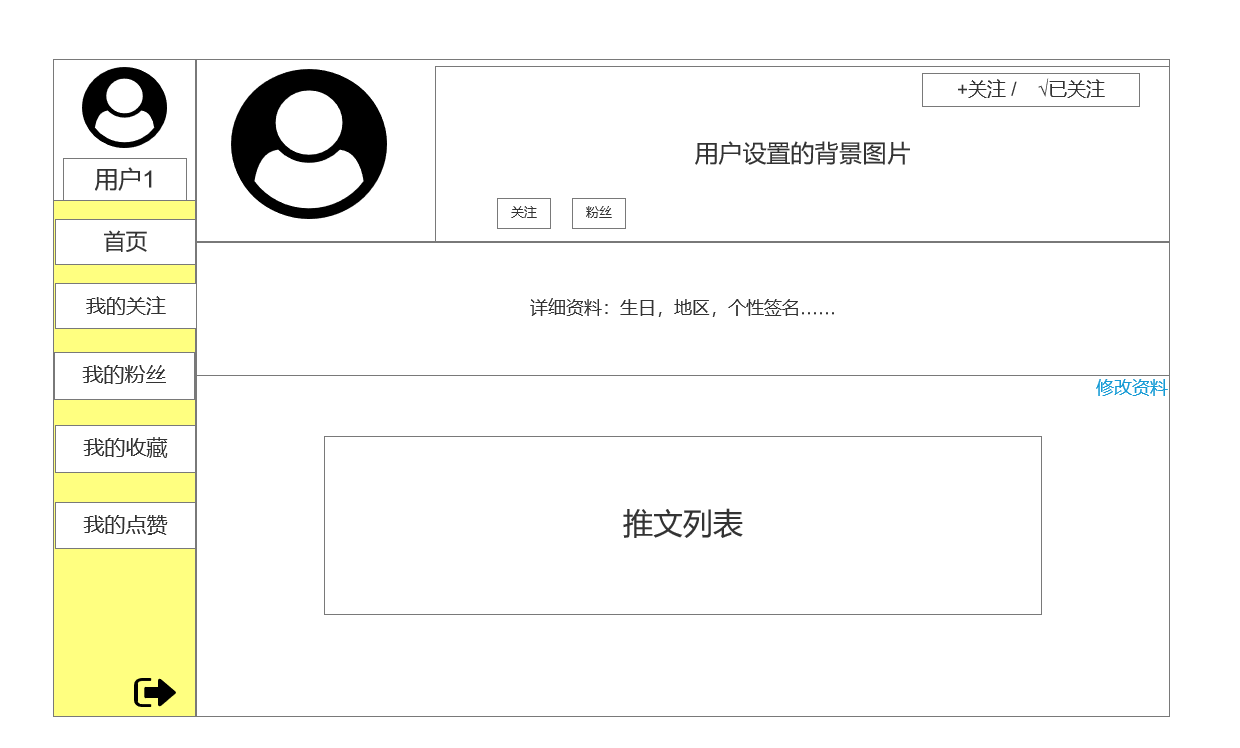 用户1
首页
我的关注
我的粉丝
我的收藏
我的点赞
+关注 / √已关注
用户设置的背景图片
关注
粉丝
详细资料：生日，地区，个性签名……
修改资料
推文列表